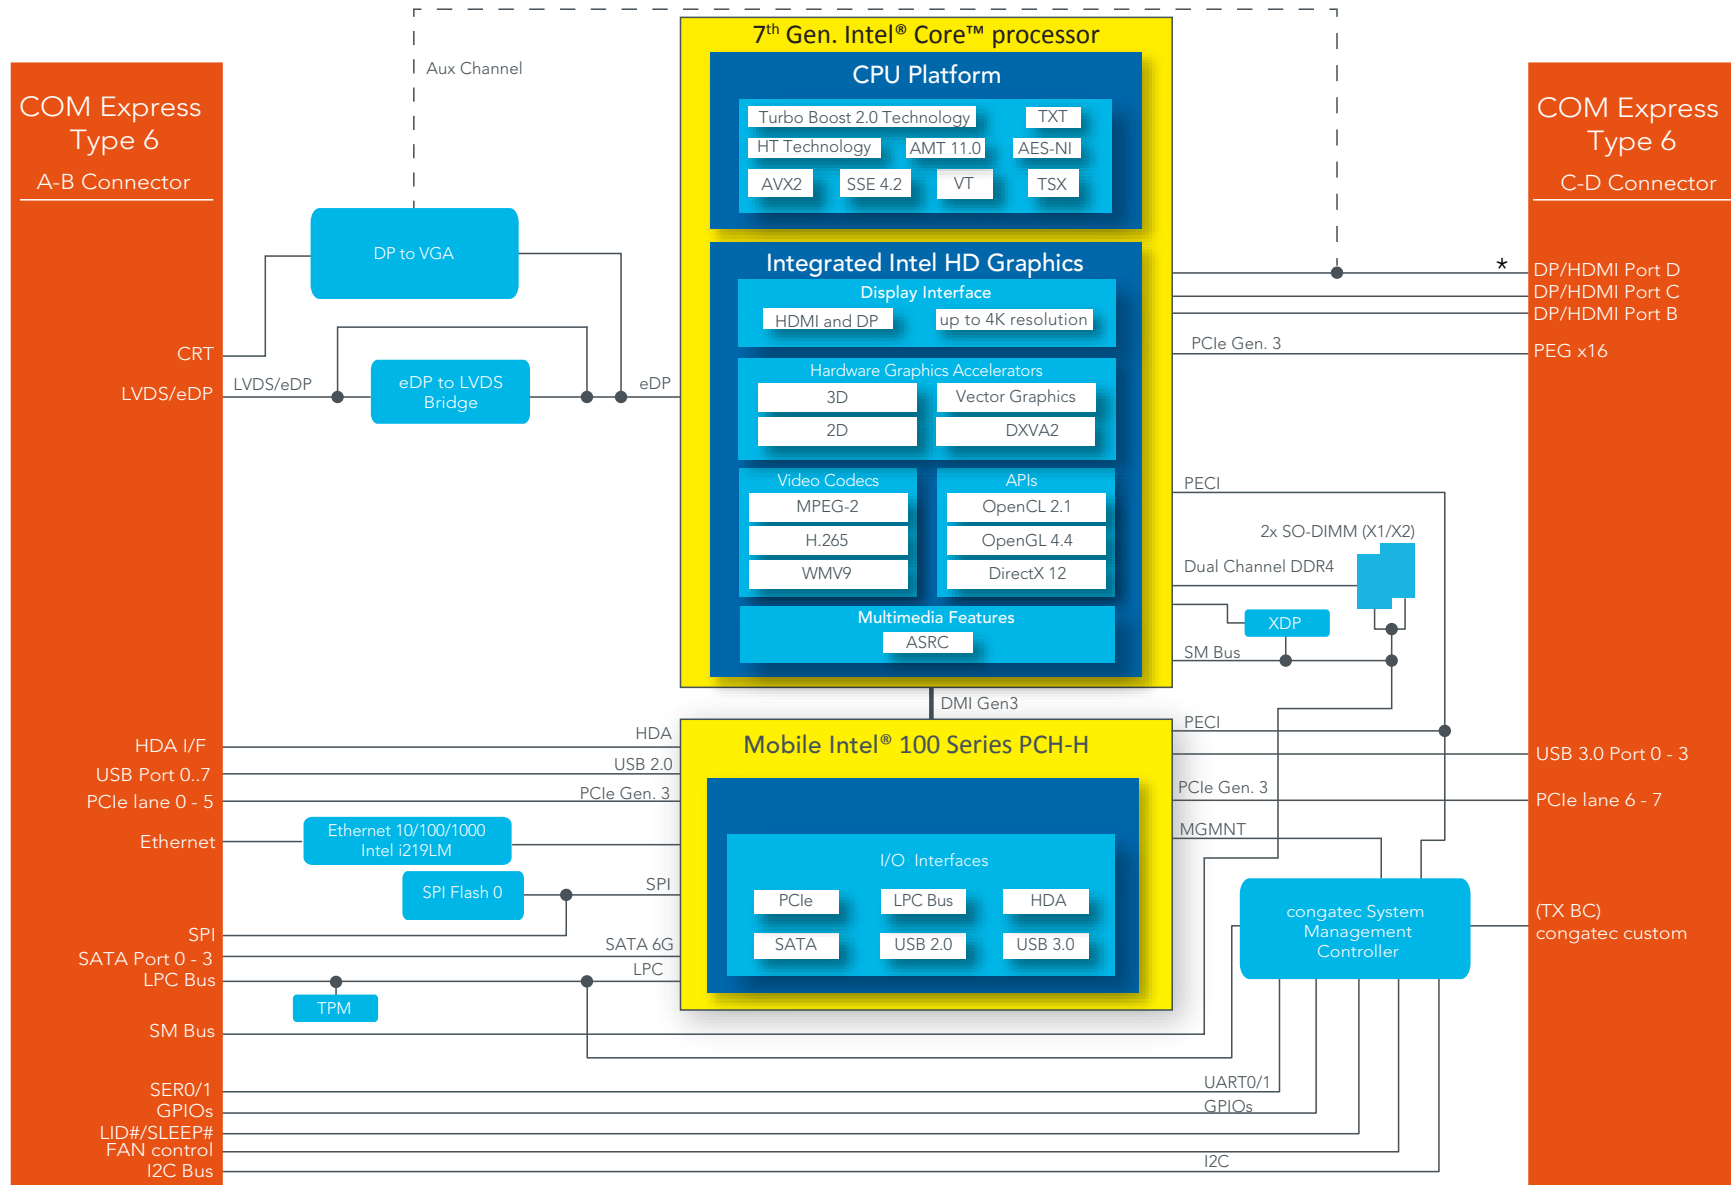 Aux Channel
7th Gen. Intel® Core™ processor
CPU Platform
Turbo Boost 2.0 Technology
TXT
HT Technology
AMT 11.0
AES-NI
AVX2
SSE 4.2
VT
TSX
Integrated Intel HD Graphics
Display Interface
HDMI and DP
up to 4K resolution
Hardware Graphics Accelerators
3D
Vector Graphics
2D
DXVA2
Video Codecs
MPEG-2
H.265
WMV9
APIs
OpenCL 2.1
OpenGL 4.4
DirectX 12
Multimedia Features
ASRC
DMI Gen3
Mobile Intel® 100 Series PCH-H
I/O Interfaces
PCIe
LPC Bus
HDA
SATA
USB 2.0
USB 3.0
COM Express
Type 6
A-B Connector
CRT
LVDS/eDP
HDA I/F
USB Port 0..7
PCIe lane 0 - 5
Ethernet
SPI
SATA Port 0 - 3
LPC Bus
SM Bus
SER0/1
GPIOs
LID#/SLEEP#
FAN control
I2C Bus
DP to VGA
LVDS/eDP
eDP to LVDS
Bridge
eDP
HDA
USB 2.0
PCIe Gen. 3
Ethernet 10/100/1000
Intel i219LM
SPI Flash 0
SPI
SATA 6G
LPC
TPM
PCIe Gen. 3
PECI
2x SO-DIMM (X1/X2)
Dual Channel DDR4
XDP
SM Bus
PECI
PCIe Gen. 3
MGMNT
congatec System
Management
Controller
UART0/1
GPIOs
I2C
COM Express
Type 6
C-D Connector
* DP/HDMI Port D
DP/HDMI Port C
DP/HDMI Port B
PEG x16
USB 3.0 Port 0 - 3
PCIe lane 6 - 7
(TX BC)
congatec custom